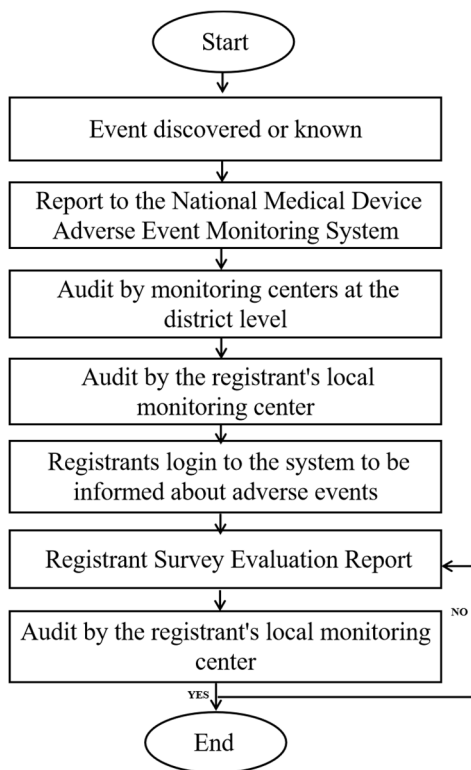 Start
Event discovered or known
Report to the National Medical Device
Adverse Event Monitoring System
Audit by monitoring centers at the
district level
Audit by the registrant's local
monitoring center
Registrants login to the system to be
informed about adverse events
Registrant Survey Evaluation Report
NO
Audit by the registrant's local monitoring
center
YES
End